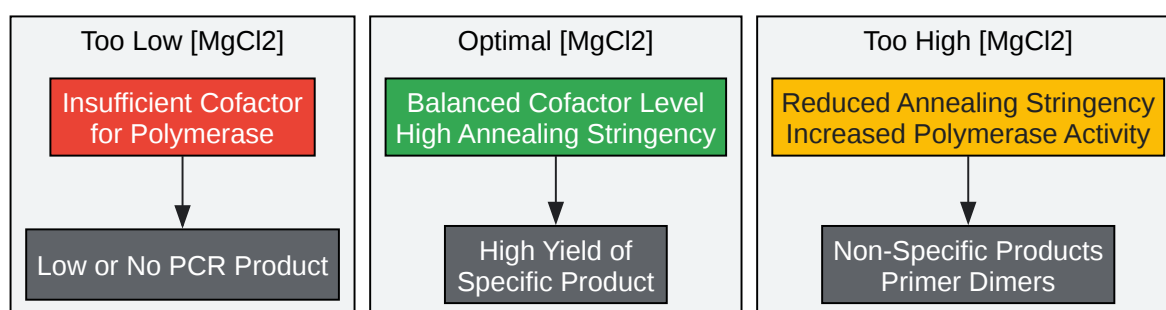 Too Low [MgCl2]
Insufficient Cofactor
for Polymerase
Low or No PCR Product
Optimal [MgCl2]
Balanced Cofactor Level
High Annealing Stringency
High Yield of
Specific Product
Too High [MgCl2]
Reduced Annealing Stringency
Increased Polymerase Activity
Non-Specific Products
Primer Dimers